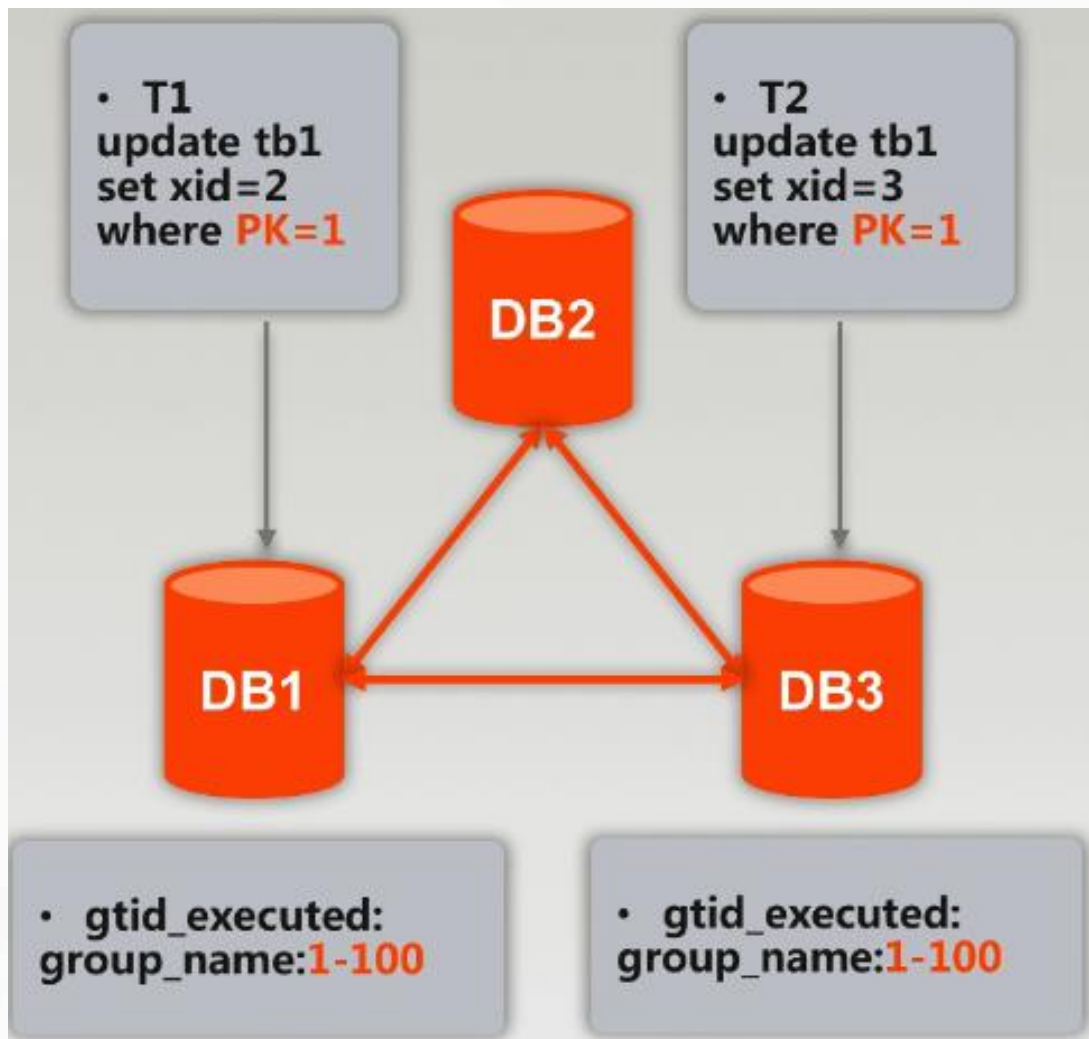 • T1
update tb1
set xid=2
where PK=1
• T2
update tb1
set xid=3
where PK=1
DB2
DB1
DB3
• gtid_executed:
group_name:1-100
• gtid_executed:
group_name:1-100